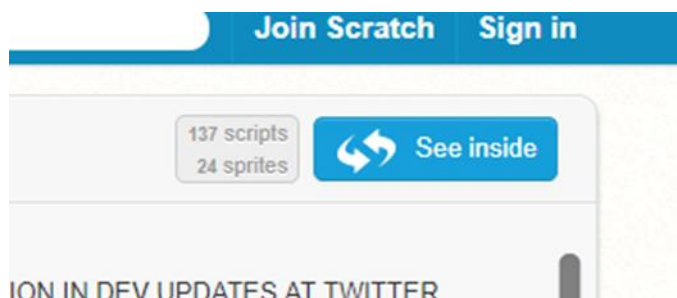 Join Scratch Sign in
137 scripts
24 sprites
See inside
ION IN DEV UPDATES AT TWITTER